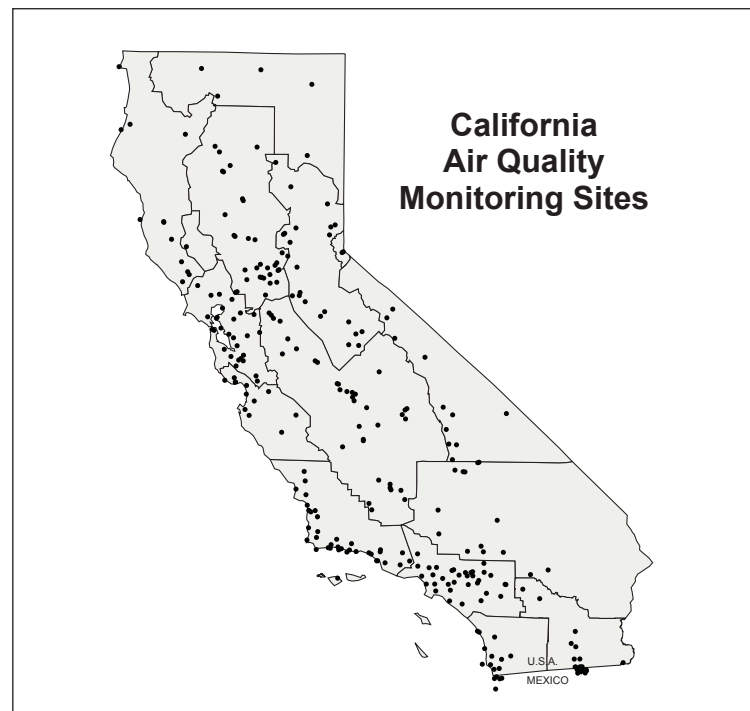 California
Air Quality
Monitoring Sites
U.S.A.
MEXICO